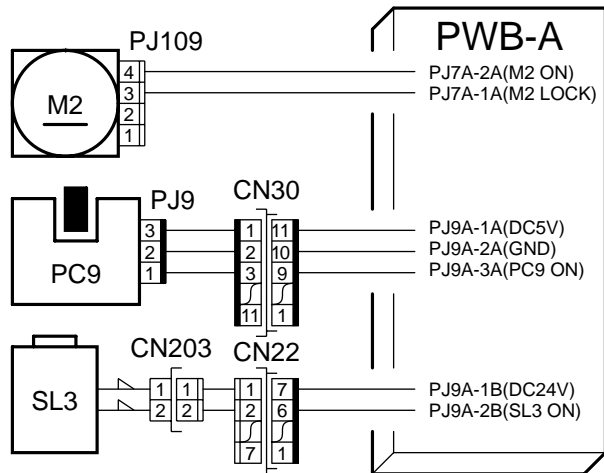 PJ109
PWB-A
M2
4
3
2
1
PJ7A-2A(M2 ON)
PJ7A-1A(M2 LOCK)
PJ9
CN30
PC9
3
2
1
1
2
3
11
11
10
9
1
PJ9A-1A(DC5V)
PJ9A-2A(GND)
PJ9A-3A(PC9 ON)
CN203
CN22
SL3
1
2
1
2
1
2
7
7
6
1
PJ9A-1B(DC24V)
PJ9A-2B(SL3 ON)